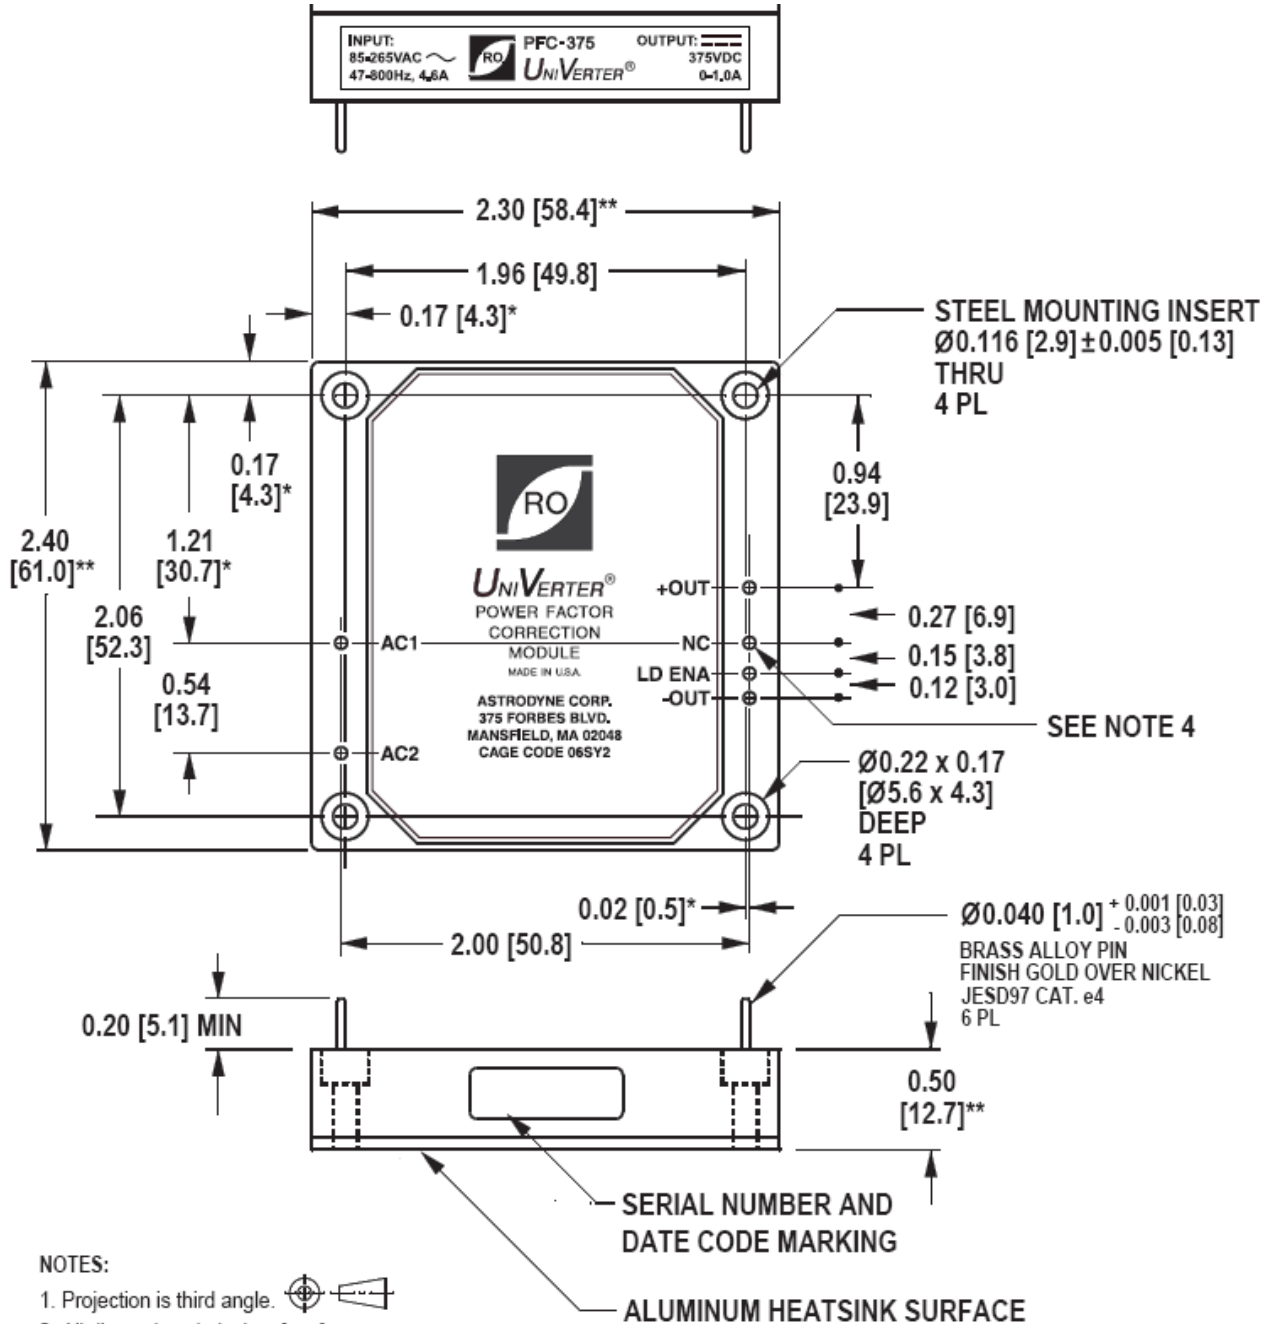 INPUT:
85-265VAC
47-800Hz, 4.6A
RO
PFC-375
UNIVERTER®
OUTPUT:
375VDC
0-1.0A
2.30 [58.4]**
1.96 [49.8]
0.17 [4.3]*
STEEL MOUNTING INSERT
Ø0.116 [2.9]±0.005 [0.13]
THRU
4 PL
0.17
[4.3]*
0.94
[23.9]
2.40
[61.0]**
1.21
[30.7]*
2.06
[52.3]
0.54
[13.7]
RO
UNIVERTER®
POWER FACTOR
CORRECTION
MODULE
MADE IN U.S.A.
ASTRODYNE CORP.
375 FORBES BLVD.
MANSFIELD, MA 02048
CAGE CODE 06SY2
AC1
AC2
+OUT
NC
LD ENA
-OUT
0.27 [6.9]
0.15 [3.8]
0.12 [3.0]
SEE NOTE 4
Ø0.22 x 0.17
[Ø5.6 x 4.3]
DEEP
4 PL
0.02 [0.5]*
2.00 [50.8]
Ø0.040 [1.0] + 0.001 [0.03]
- 0.003 [0.08]
BRASS ALLOY PIN
FINISH GOLD OVER NICKEL
JESD97 CAT. e4
6 PL
0.20 [5.1] MIN
0.50
[12.7]**
SERIAL NUMBER AND
DATE CODE MARKING
ALUMINUM HEATSINK SURFACE
NOTES:
1. Projection is third angle.